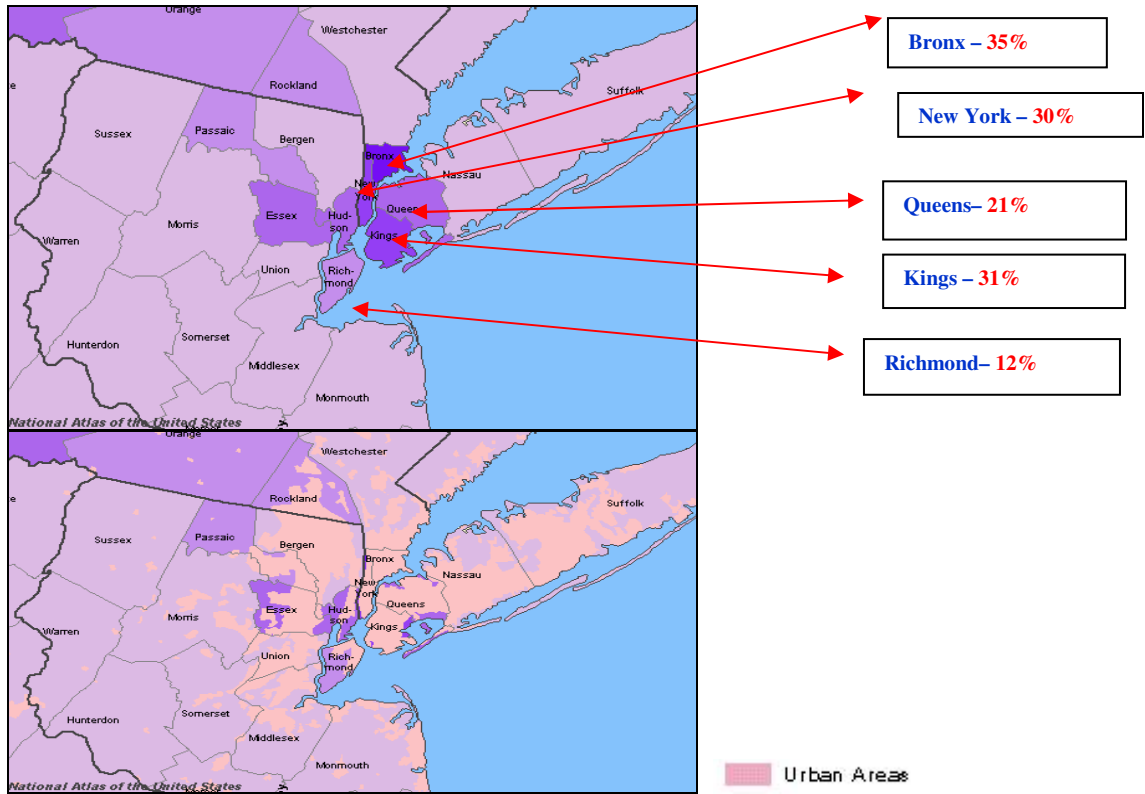 Orange
Westchester
Rockland
Suffolk
e
Sussex
Passaic
Bergen
Bronx
Nassau
New
York
Essex
Hud-
son
Queen
Morris
Kings
Warren
Union
Rich-
mond
Somerset
Hunterdon
Middlesex
Monmouth
National Atlas of the United States
y
Bronx – 35%
New York – 30%
Queens– 21%
Kings – 31%
Richmond– 12%
Orange
Westchester
Rockland
Suffolk
e
Sussex
Passaic
Bergen
Bronx
Nassau
New
York
Essex
Hud-
son
Queens
Morris
Kings
Warren
Union
Rich-
mond
Somerset
Hunterdon
Middlesex
Monmouth
National Atlas of the United States
y
Urban Areas